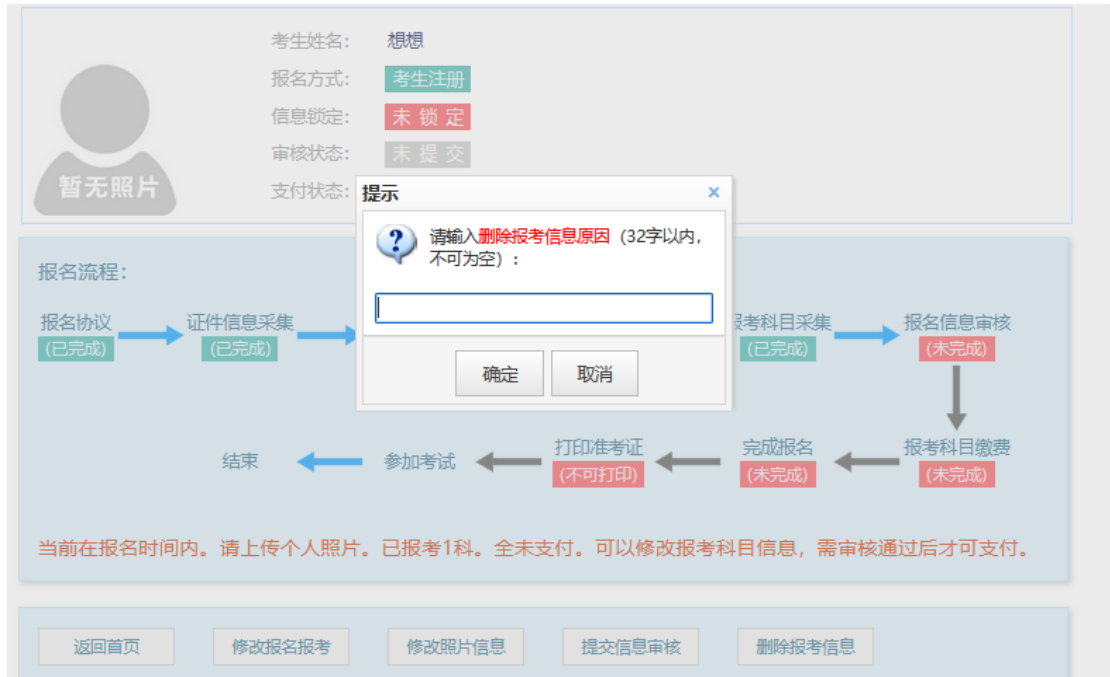 考生姓名： 想想
报名方式： 考生注册
信息锁定： 未 锁 定
审核状态： 未 提 交
暂无照片
支付状态：
提示
×
请输入删除报考信息原因（32字以内，
不可为空）：
确定 取消
报名流程：
报名协议 证件信息采集 报考科目采集 报名信息审核
(已完成) (已完成) (已完成) (未完成)
结束 参加考试 打印准考证 完成报名 报考科目缴费
(不可打印) (未完成) (未完成)
当前在报名时间内。请上传个人照片。已报考1科。全未支付。可以修改报考科目信息，需审核通过后才可支付。
返回首页 修改报名报考 修改照片信息 提交信息审核 删除报考信息